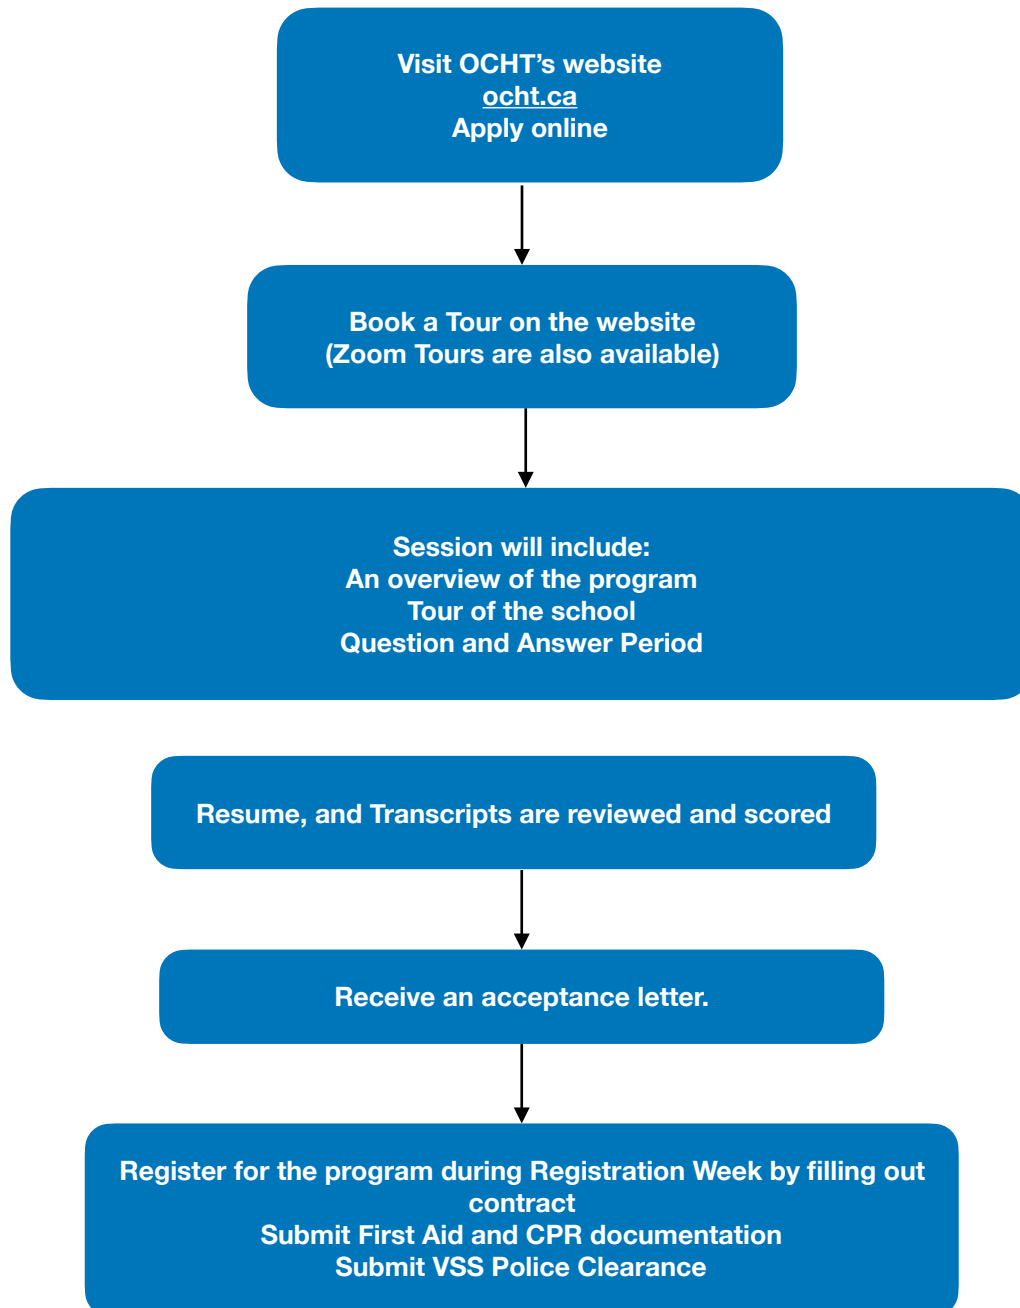 Visit OCHT’s website
ocht.ca
Apply online
Book a Tour on the website
(Zoom Tours are also available)
Session will include:
An overview of the program
Tour of the school
Question and Answer Period
Resume, and Transcripts are reviewed and scored
Receive an acceptance letter.
Register for the program during Registration Week by filling out
contract
Submit First Aid and CPR documentation
Submit VSS Police Clearance